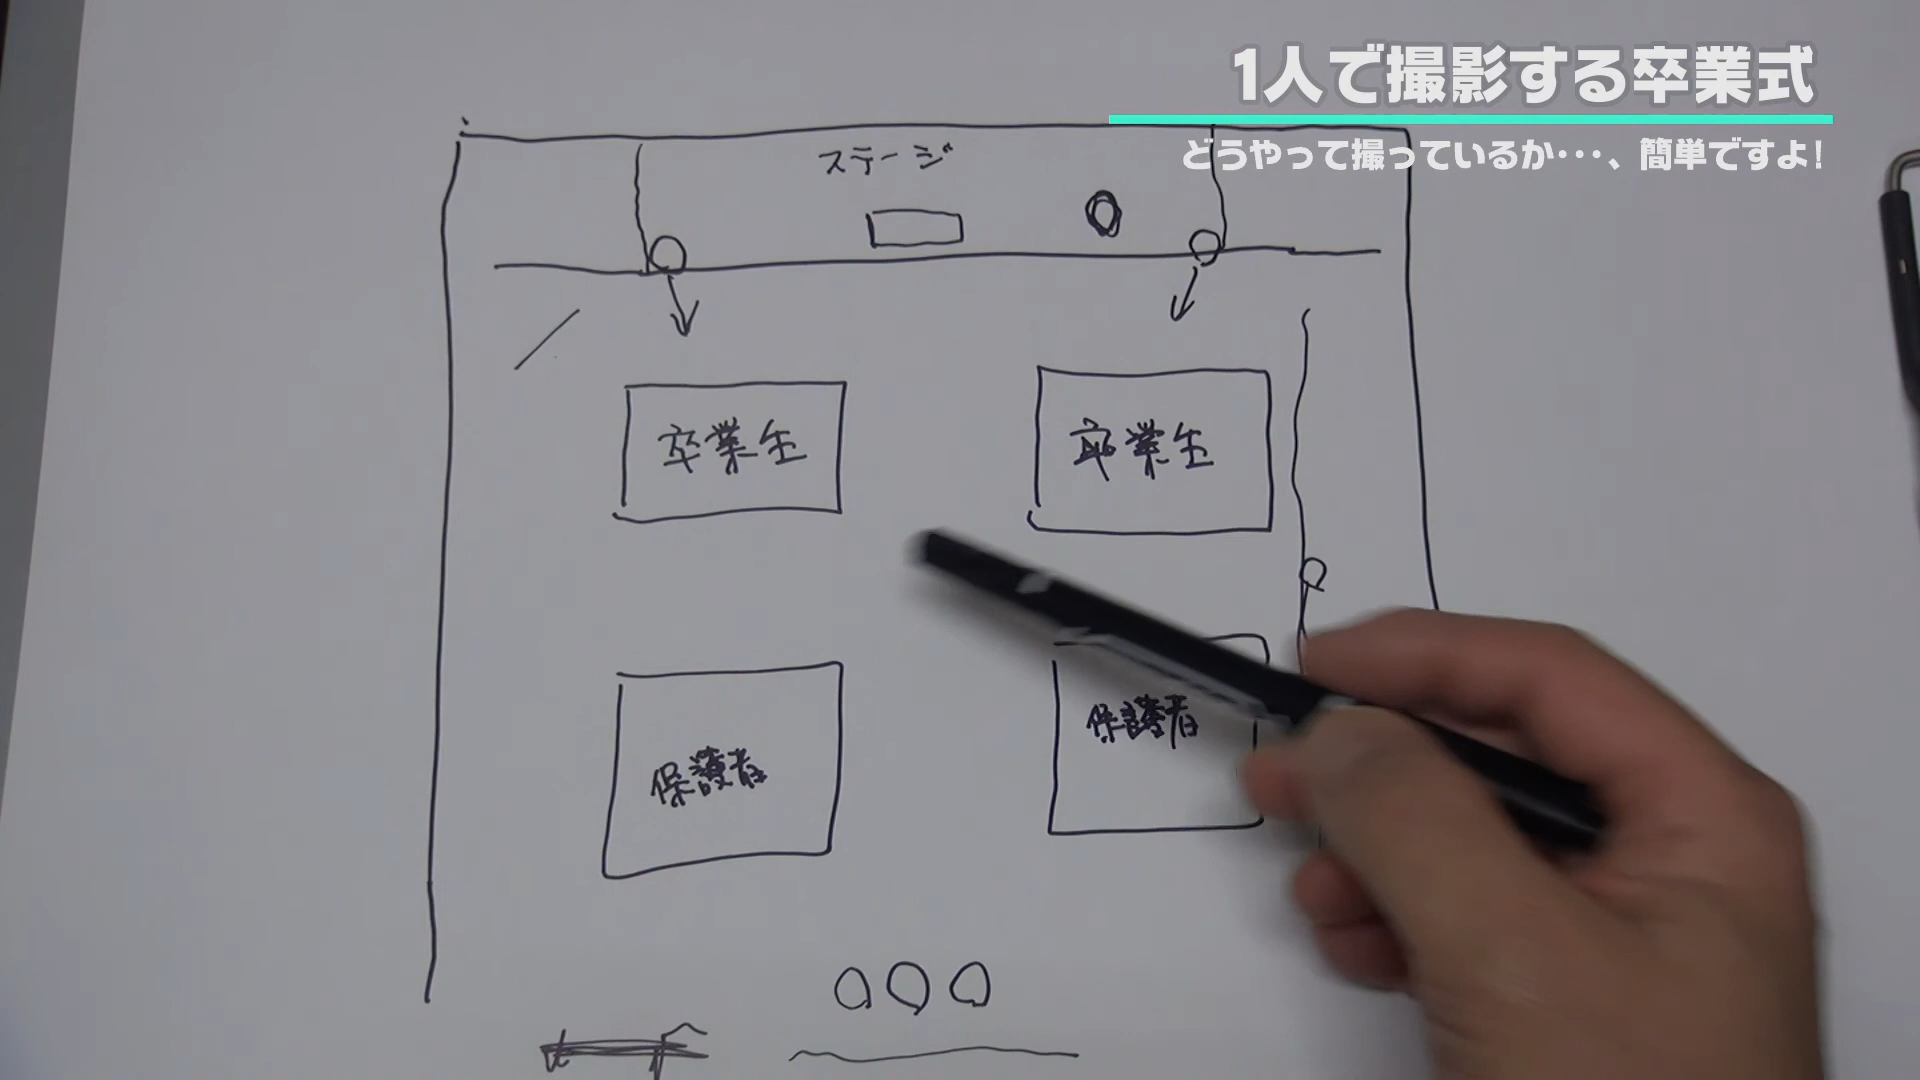 1人で撮影する卒業式
どうやって撮っているか･･･、簡単ですよ!
ステージ
卒業生
卒業生
保護者
保護者